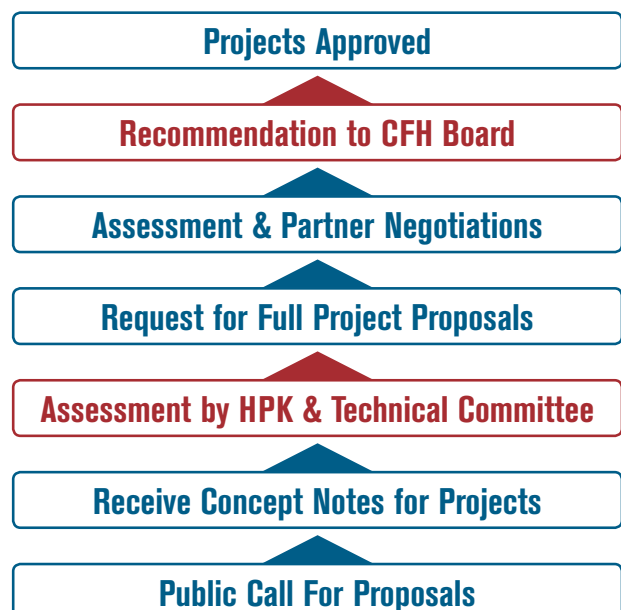 Projects Approved
Recommendation to CFH Board
Assessment & Partner Negotiations
Request for Full Project Proposals
Assessment by HPK & Technical Committee
Receive Concept Notes for Projects
Public Call For Proposals